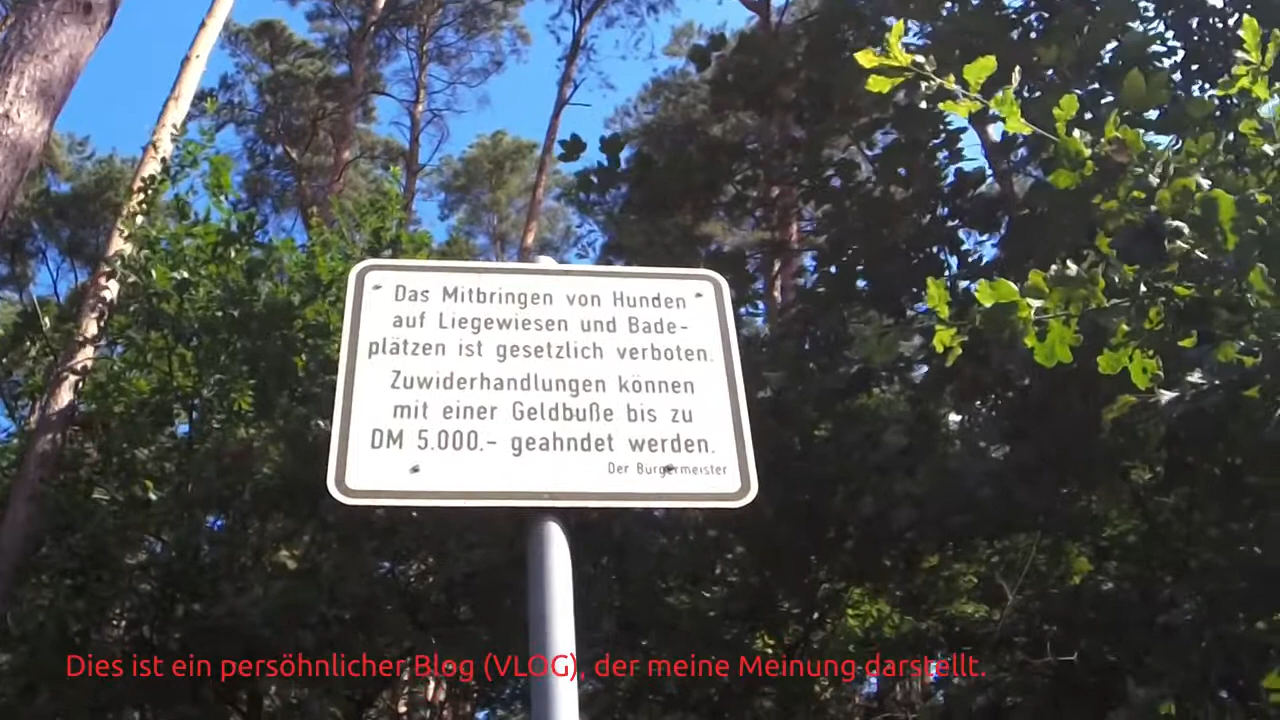 Das Mitbringen von Hunden
auf Liegewiesen und Bade-
plätzen ist gesetzlich verboten.
Zuwiderhandlungen können
mit einer Geldbuße bis zu
DM 5.000.- geahndet werden.
Der Bürgermeister
Dies ist ein persöhnlicher Blog (VLOG), der meine Meinung darstellt.